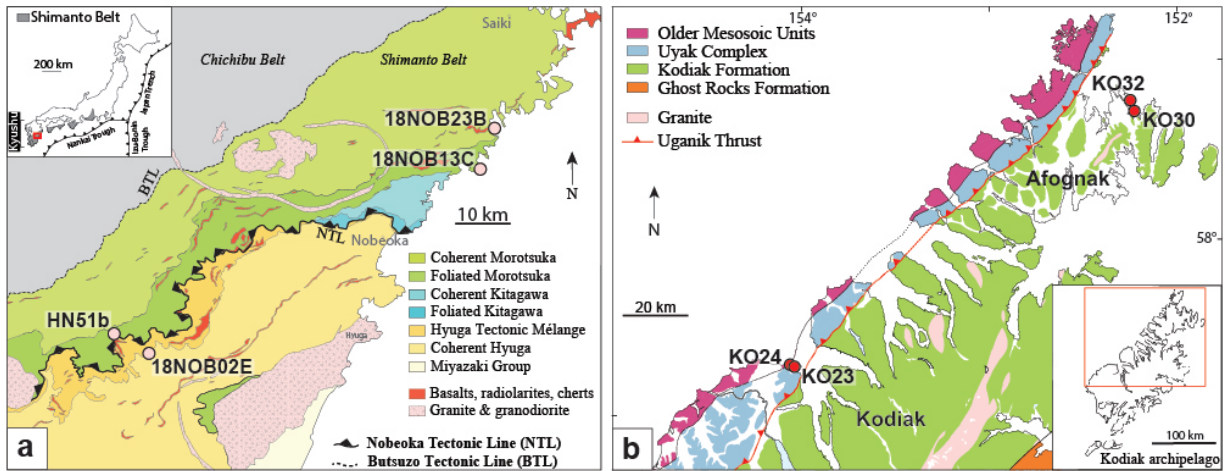 Shimanto Belt
200 km
Kyushu
Nankai Trough
Izu-Bonin
Trough
Japan Trench
Saiki
Chichibu Belt
Shimanto Belt
18NOB23B
18NOB13C
BTL
N
10 km
NTL
Nobeoka
HN51b
18NOB02E
Hyuga
Coherent Morotsuka
Foliated Morotsuka
Coherent Kitagawa
Foliated Kitagawa
Hyuga Tectonic Mélange
Coherent Hyuga
Miyazaki Group
Basalts, radiolarites, cherts
Granite & granodiorite
Nobeoka Tectonic Line (NTL)
Butsuzo Tectonic Line (BTL)
a
154°
152°
Older Mesosoic Units
Uyak Complex
Kodiak Formation
Ghost Rocks Formation
Granite
Uganik Thrust
KO32
KO30
Afognak
N
58°
20 km
KO24
KO23
Kodiak
100 km
Kodiak archipelago
b